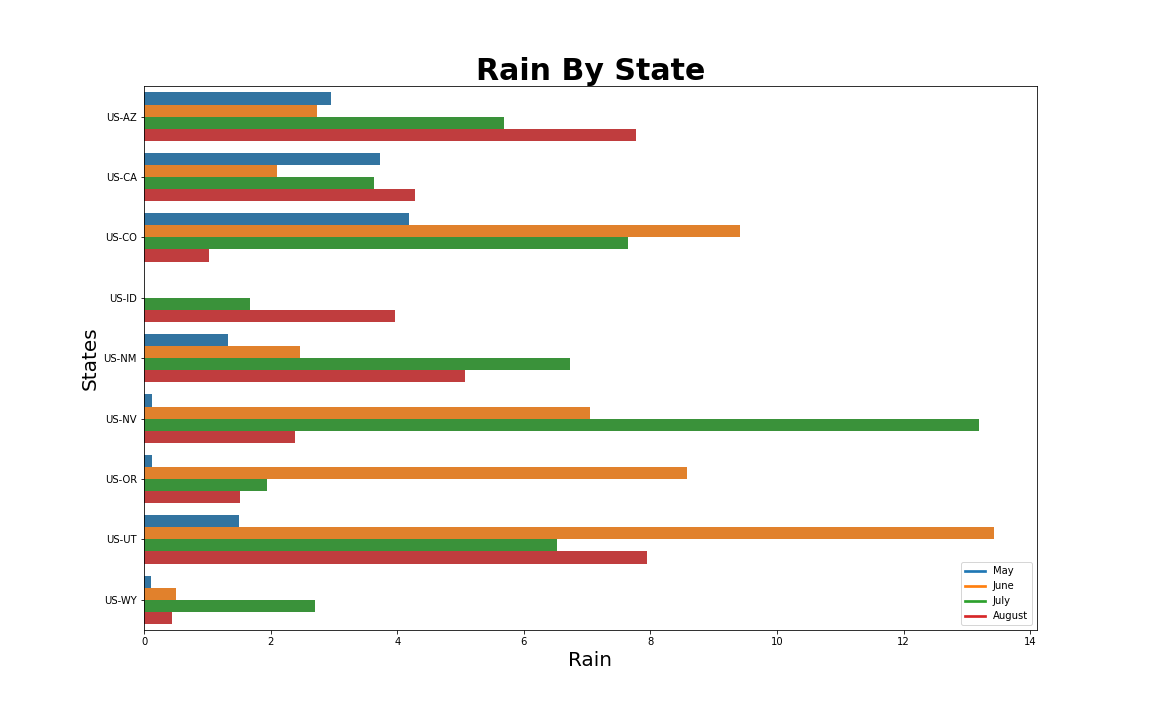 Rain By State
US-AZ
US-CA
US-CO
US-ID
US-NM
US-NV
US-OR
US-UT
US-WY
States
0 2 4 6 8 10 12 14
Rain
May
June
July
August